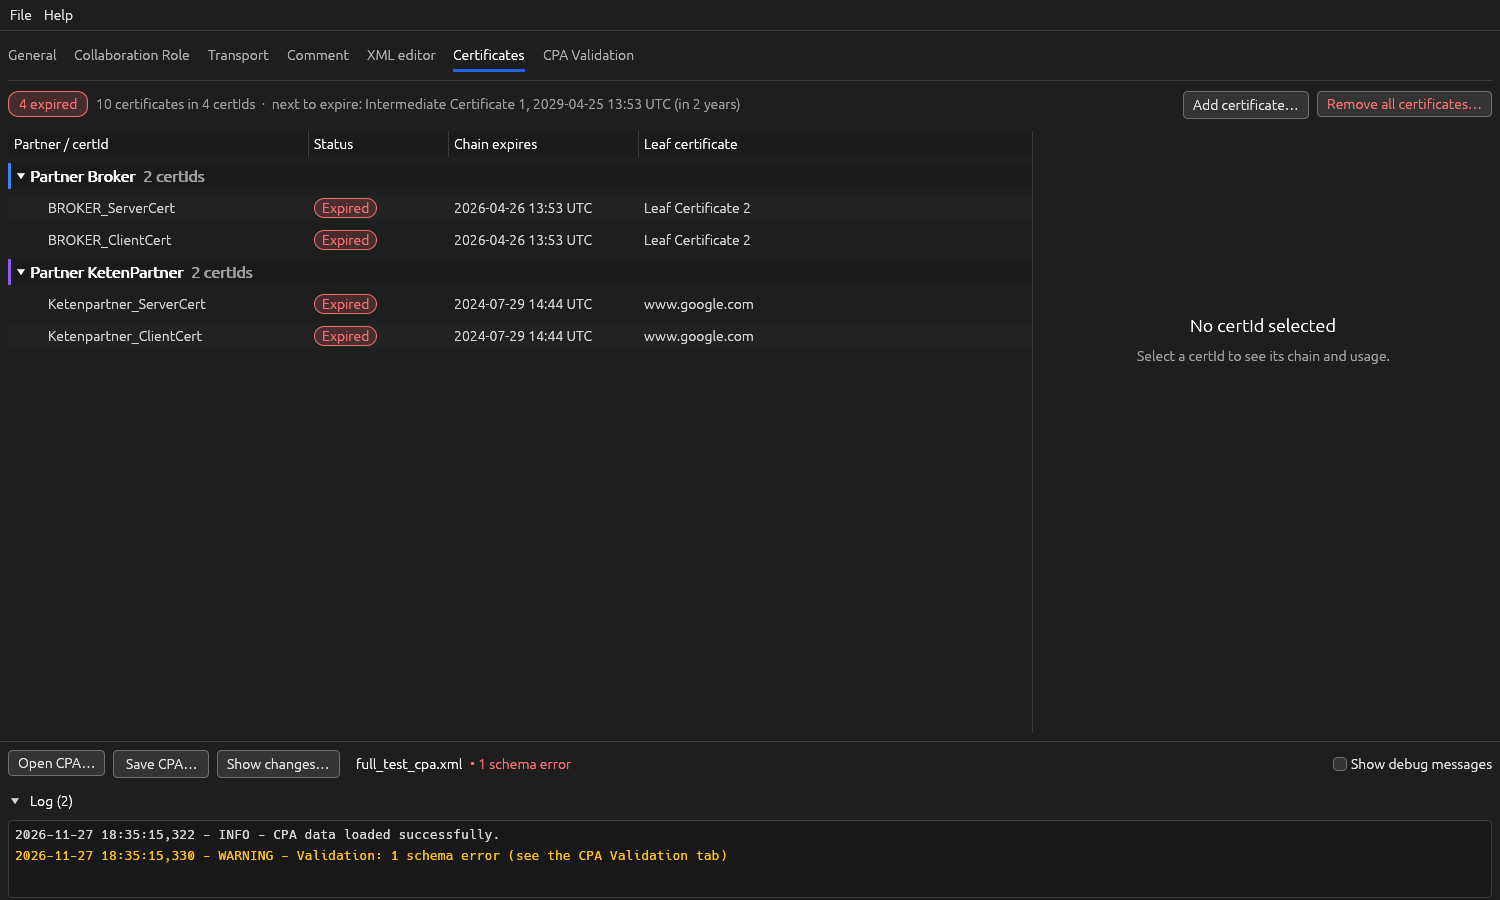 File Help
General Collaboration Role Transport Comment XML editor Certificates CPA Validation
4 expired 10 certificates in 4 certIds · next to expire: Intermediate Certificate 1, 2029-04-25 13:53 UTC (in 2 years) Add certificate... Remove all certificates...
Partner / certId Status Chain expires Leaf certificate
Partner Broker 2 certIds
BROKER_ServerCert Expired 2026-04-26 13:53 UTC Leaf Certificate 2
BROKER_ClientCert Expired 2026-04-26 13:53 UTC Leaf Certificate 2
Partner KetenPartner 2 certIds
Ketenpartner_ServerCert Expired 2024-07-29 14:44 UTC www.google.com
Ketenpartner_ClientCert Expired 2024-07-29 14:44 UTC www.google.com
No certId selected
Select a certId to see its chain and usage.
Open CPA... Save CPA... Show changes... full_test_cpa.xml • 1 schema error Show debug messages
Log (2)
2026-11-27 18:35:15,322 - INFO - CPA data loaded successfully.
2026-11-27 18:35:15,330 - WARNING - Validation: 1 schema error (see the CPA Validation tab)